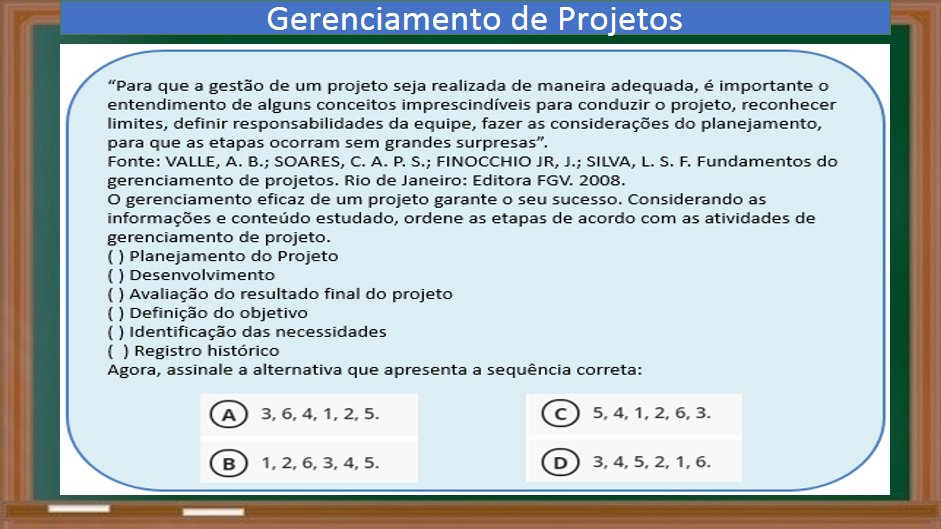 Gerenciamento de Projetos
“Para que a gestão de um projeto seja realizada de maneira adequada, é importante o
entendimento de alguns conceitos imprescindíveis para conduzir o projeto, reconhecer
limites, definir responsabilidades da equipe, fazer as considerações do planejamento,
para que as etapas ocorram sem grandes surpresas”.
Fonte: VALLE, A. B.; SOARES, C. A. P. S.; FINOCCHIO JR, J.; SILVA, L. S. F. Fundamentos do
gerenciamento de projetos. Rio de Janeiro: Editora FGV. 2008.
O gerenciamento eficaz de um projeto garante o seu sucesso. Considerando as
informações e conteúdo estudado, ordene as etapas de acordo com as atividades de
gerenciamento de projeto.
( ) Planejamento do Projeto
( ) Desenvolvimento
( ) Avaliação do resultado final do projeto
( ) Definição do objetivo
( ) Identificação das necessidades
( ) Registro histórico
Agora, assinale a alternativa que apresenta a sequência correta:
A 3, 6, 4, 1, 2, 5.
B 1, 2, 6, 3, 4, 5.
C 5, 4, 1, 2, 6, 3.
D 3, 4, 5, 2, 1, 6.